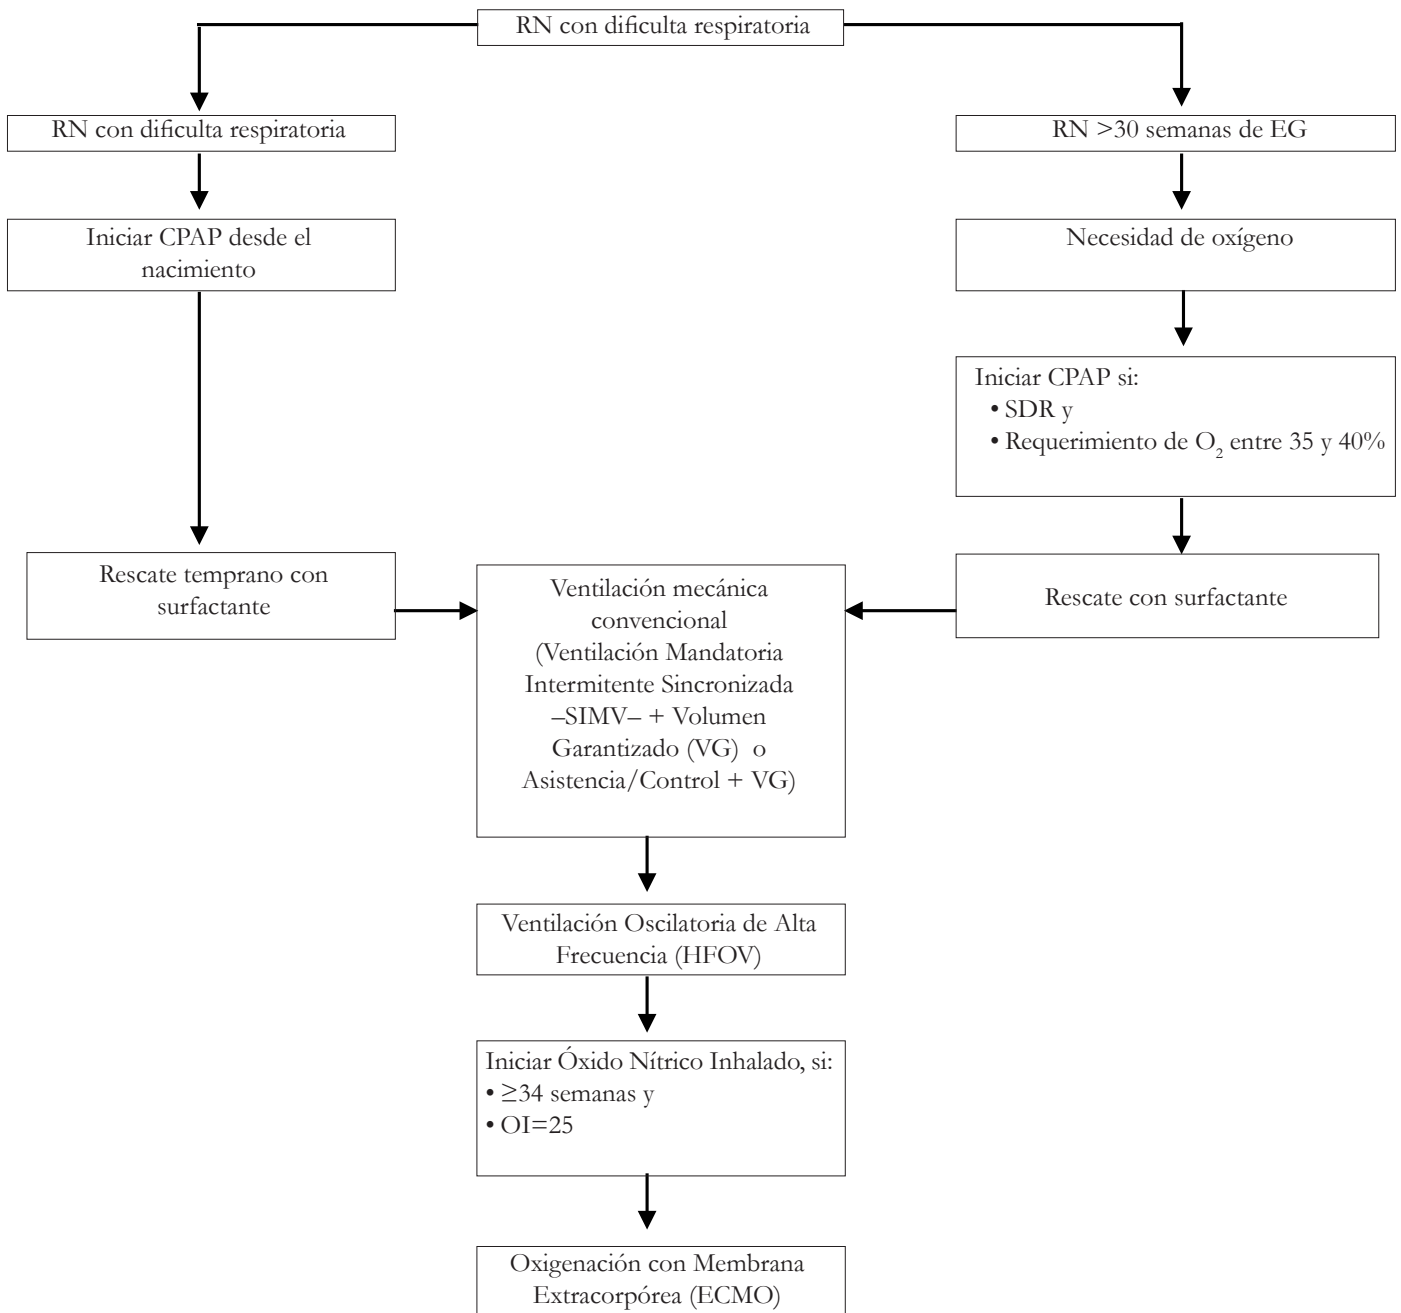 RN con dificulta respiratoria
RN con dificulta respiratoria
RN >30 semanas de EG
Iniciar CPAP desde el
nacimiento
Necesidad de oxígeno
Iniciar CPAP si:
• SDR y
• Requerimiento de O₂ entre 35 y 40%
Rescate temprano con
surfactante
Ventilación mecánica
convencional
(Ventilación Mandatoria
Intermitente Sincronizada
–SIMV– + Volumen
Garantizado (VG) o
Asistencia/Control + VG)
Rescate con surfactante
Ventilación Oscilatoria de Alta
Frecuencia (HFOV)
Iniciar Óxido Nítrico Inhalado, si:
• ≥34 semanas y
• OI=25
Oxigenación con Membrana
Extracorpórea (ECMO)